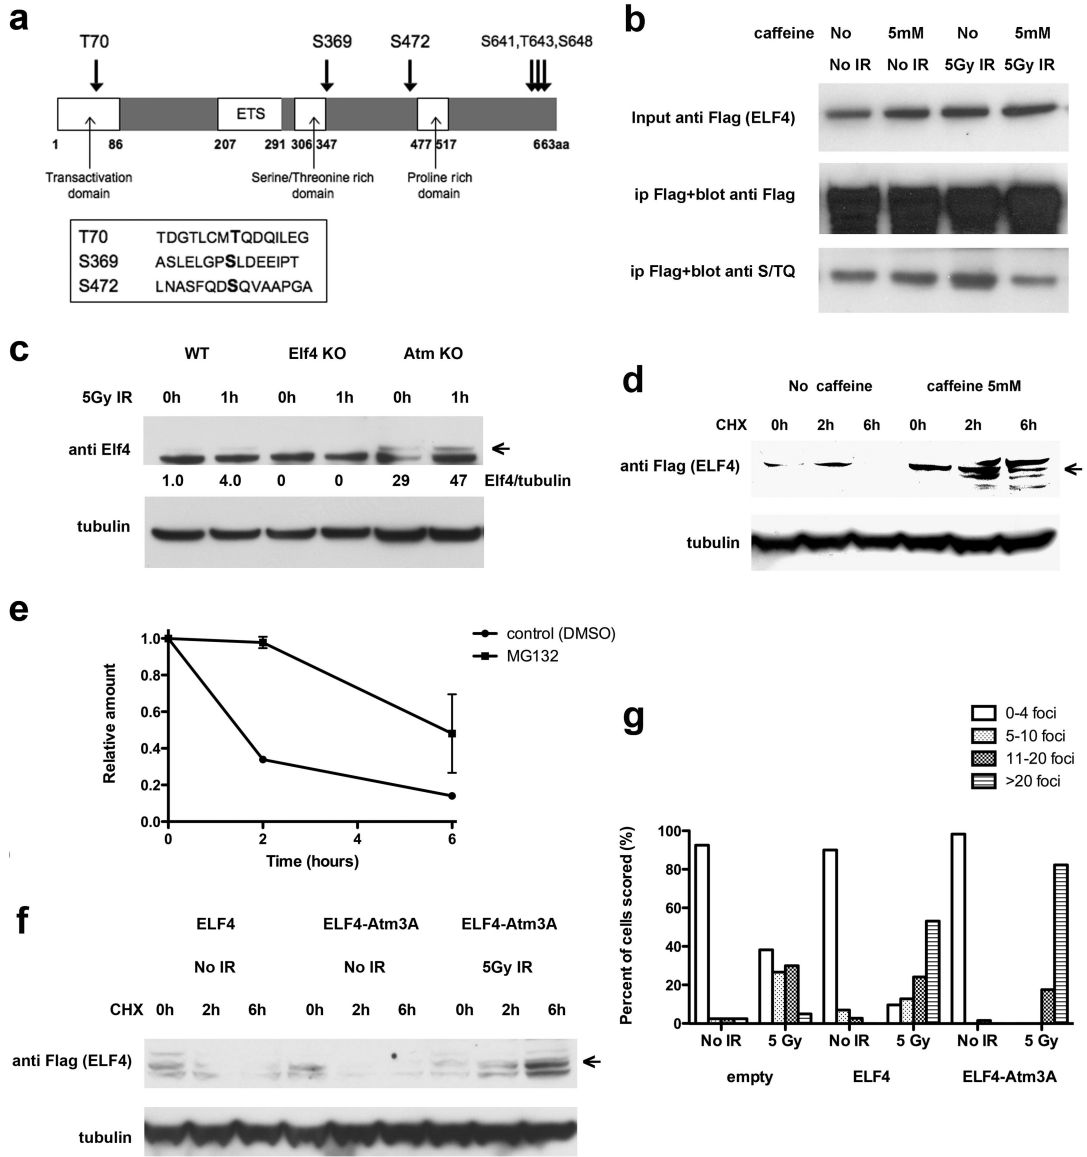 a
T70
S369
S472
S641,T643,S648
ETS
1
86
207
291
306
347
477
517
663aa
Transactivation
domain
Serine/Threonine rich
domain
Proline rich
domain
T70 TDGTLCMTQDQILEG
S369 ASLELGPSLDEEIPT
S472 LNASFQDSQVAAPGA
b
caffeine No 5mM No 5mM
No IR No IR 5Gy IR 5Gy IR
Input anti Flag (ELF4)
ip Flag+blot anti Flag
ip Flag+blot anti S/TQ
c
WT Elf4 KO Atm KO
5Gy IR 0h 1h 0h 1h 0h 1h
anti Elf4
1.0 4.0 0 0 29 47 Elf4/tubulin
tubulin
d
No caffeine caffeine 5mM
CHX 0h 2h 6h 0h 2h 6h
anti Flag (ELF4)
tubulin
e
1.0
0.8
0.6
0.4
0.2
0.0
Relative amount
0 2 4 6
Time (hours)
control (DMSO)
MG132
f
ELF4 ELF4-Atm3A ELF4-Atm3A
No IR No IR 5Gy IR
CHX 0h 2h 6h 0h 2h 6h 0h 2h 6h
anti Flag (ELF4)
tubulin
g
0-4 foci
5-10 foci
11-20 foci
>20 foci
100
80
60
40
20
0
Percent of cells scored (%)
No IR 5 Gy No IR 5 Gy No IR 5 Gy
empty ELF4 ELF4-Atm3A